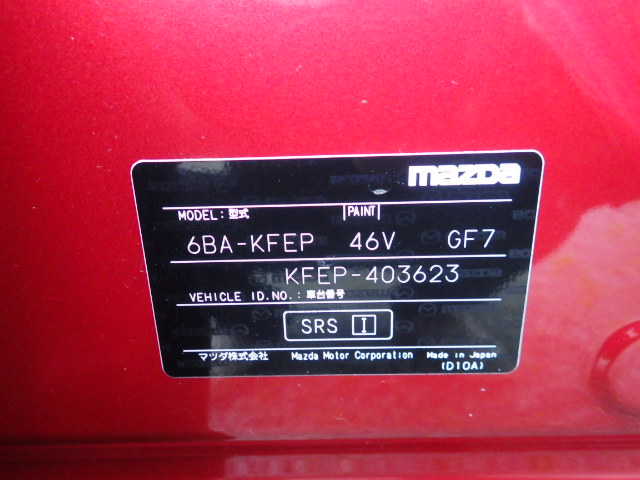 mazda
MODEL：型式 PAINT
6BA-KFEP 46V GF7
KFEP-403623
VEHICLE ID.NO.：車台番号
SRS I
マツダ株式会社 Mazda Motor Corporation Made in Japan
(D10A)